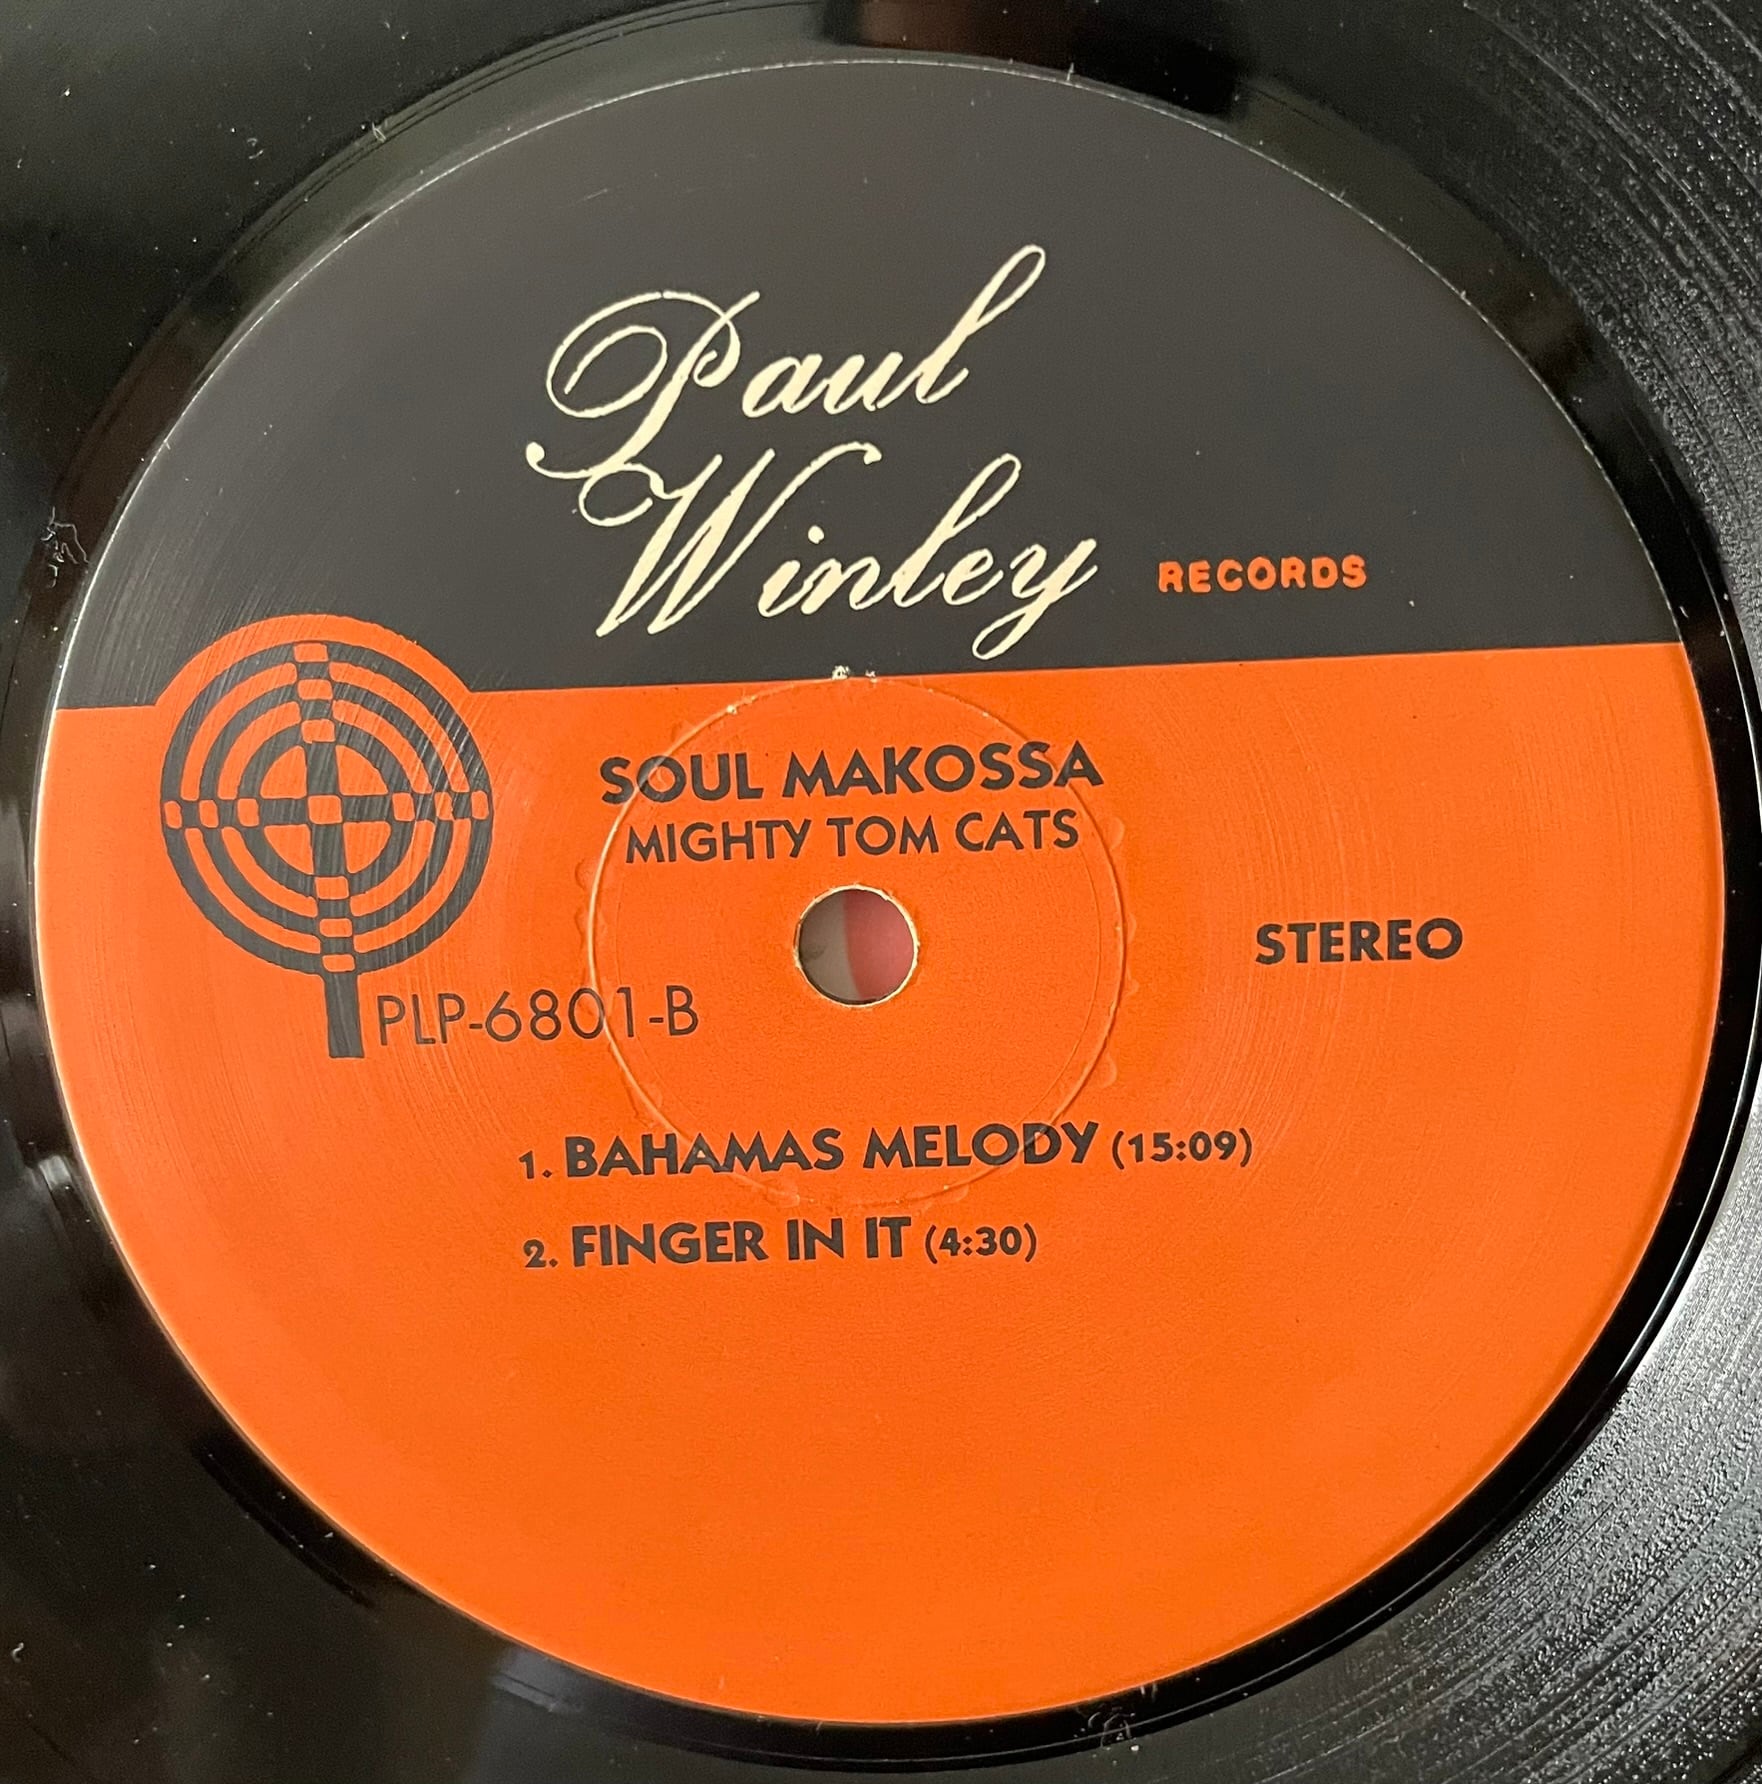 Paul
Winley RECORDS
SOUL MAKOSSA
MIGHTY TOM CATS
STEREO
PLP-6801-B
1. BAHAMAS MELODY (15:09)
2. FINGER IN IT (4:30)